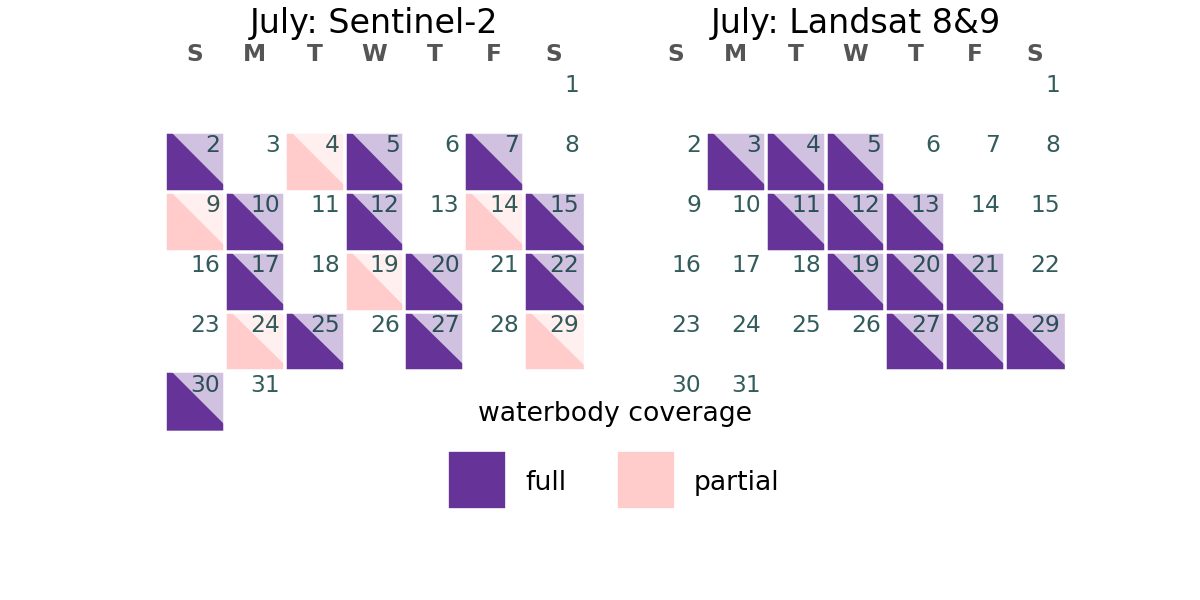 July: Sentinel-2
S M T W T F S
1
2 3 4 5 6 7 8
9 10 11 12 13 14 15
16 17 18 19 20 21 22
23 24 25 26 27 28 29
30 31
July: Landsat 8&9
S M T W T F S
1
2 3 4 5 6 7 8
9 10 11 12 13 14 15
16 17 18 19 20 21 22
23 24 25 26 27 28 29
30 31
waterbody coverage
full partial